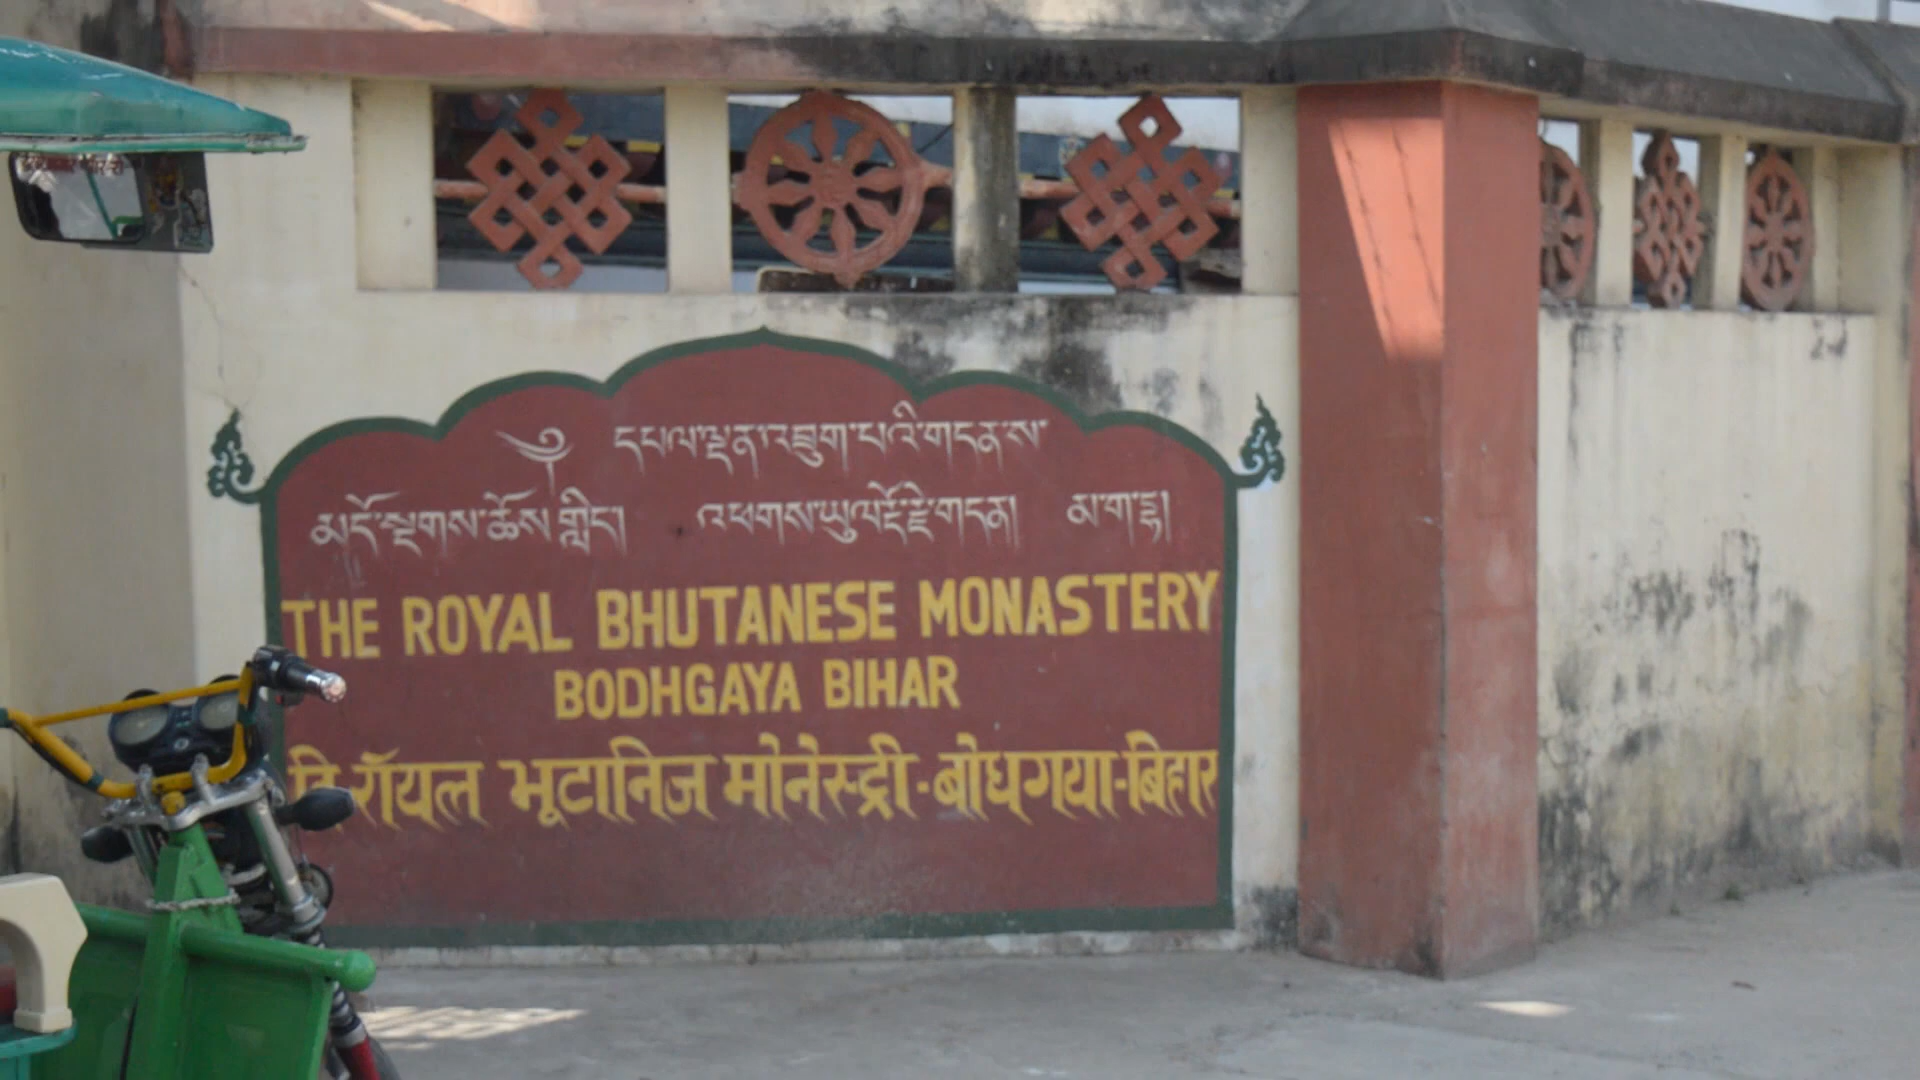 ༄ དཔལ་ལྡན་འབྲུག་པའི་གདན་ས་
མདོ་སྔགས་ཆོས་གླིང། འཕགས་ཡུལ་རྡོ་རྗེ་གདན། མ་ག་དྷ།
THE ROYAL BHUTANESE MONASTERY
BODHGAYA BIHAR
दि रॉयल भूटानिज मोनेस्ट्री-बोधगया-बिहार